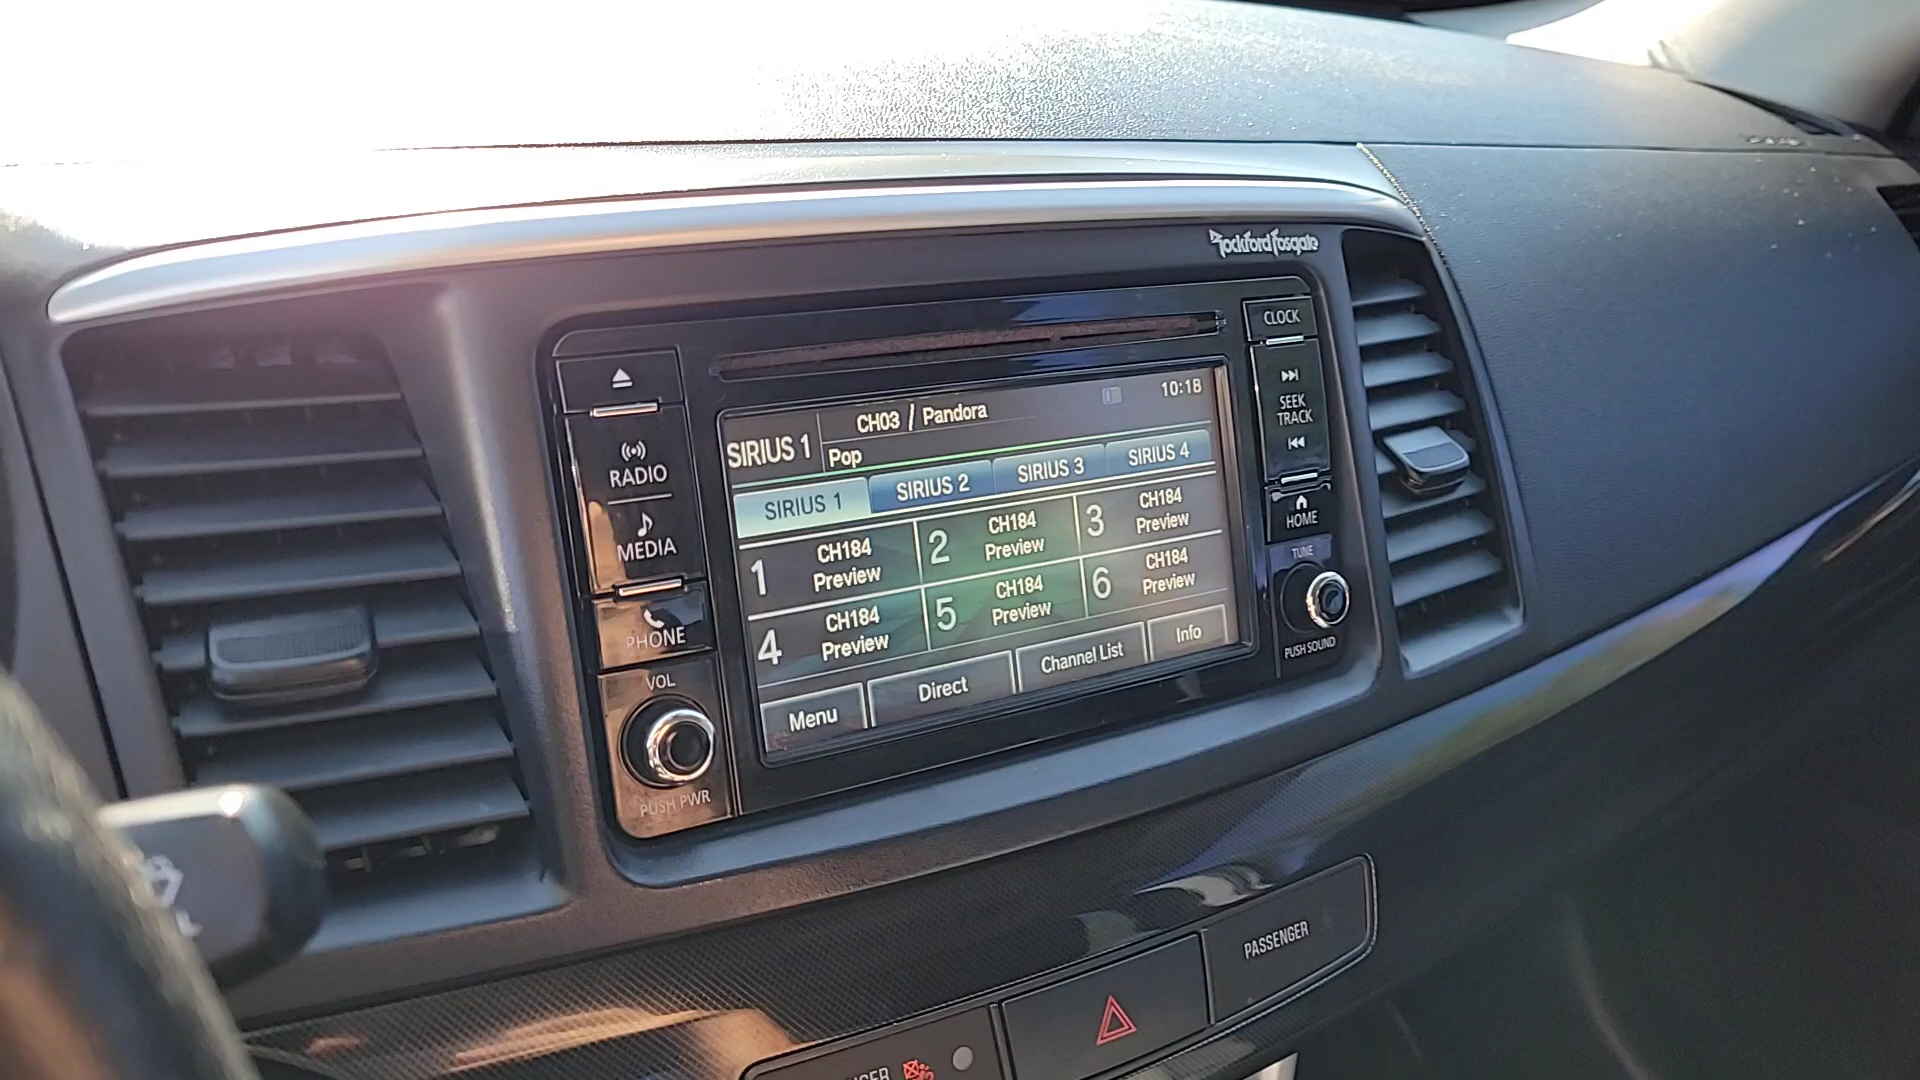 Rockford Fosgate
CLOCK
RADIO
MEDIA
PHONE
VOL
PUSH PWR
SIRIUS 1
CH03 / Pandora
10:18
Pop
SIRIUS 1 SIRIUS 2 SIRIUS 3 SIRIUS 4
1 CH184 Preview
2 CH184 Preview
3 CH184 Preview
4 CH184 Preview
5 CH184 Preview
6 CH184 Preview
Menu Direct Channel List Info
SEEK
TRACK
HOME
TUNE
PUSH SOUND
PASSENGER